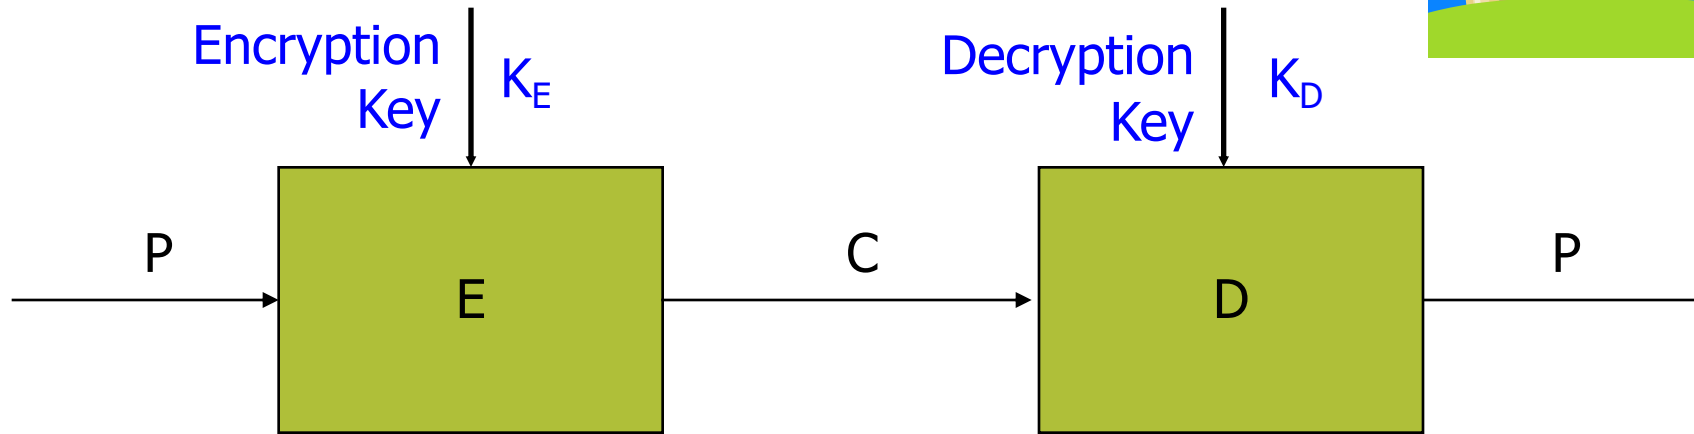 Encryption
Key
K_E
Decryption
Key
K_D
P
E
C
D
P